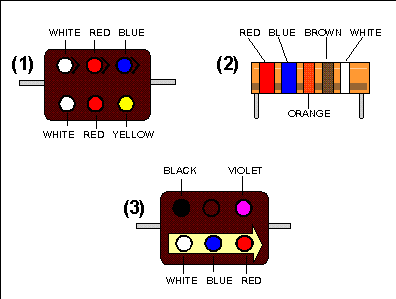 WHITE RED BLUE
(1)
WHITE RED YELLOW
RED BLUE BROWN WHITE
(2)
ORANGE
BLACK VIOLET
(3)
WHITE BLUE RED